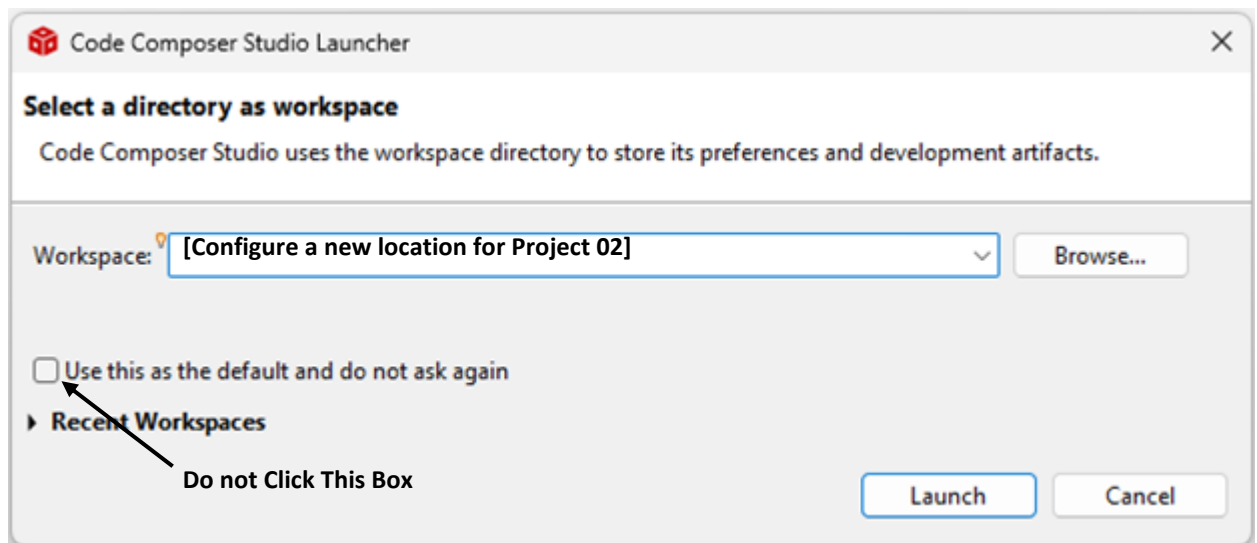 Code Composer Studio Launcher
Select a directory as workspace
Code Composer Studio uses the workspace directory to store its preferences and development artifacts.
Workspace: [Configure a new location for Project 02] Browse...
Use this as the default and do not ask again
Recent Workspaces
Do not Click This Box
Launch Cancel